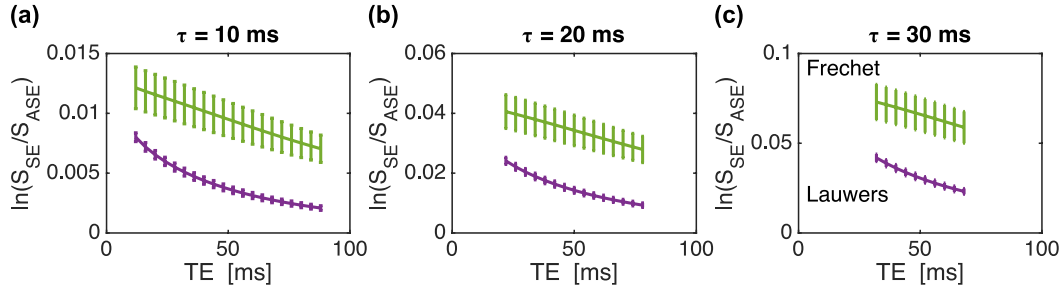 (a)
τ = 10 ms
ln(S_SE/S_ASE)
0.015
0.01
0.005
0
0
50
100
TE [ms]
(b)
τ = 20 ms
ln(S_SE/S_ASE)
0.06
0.04
0.02
0
0
50
100
TE [ms]
(c)
τ = 30 ms
ln(S_SE/S_ASE)
0.1
0.05
0
0
50
100
TE [ms]
Frechet
Lauwers